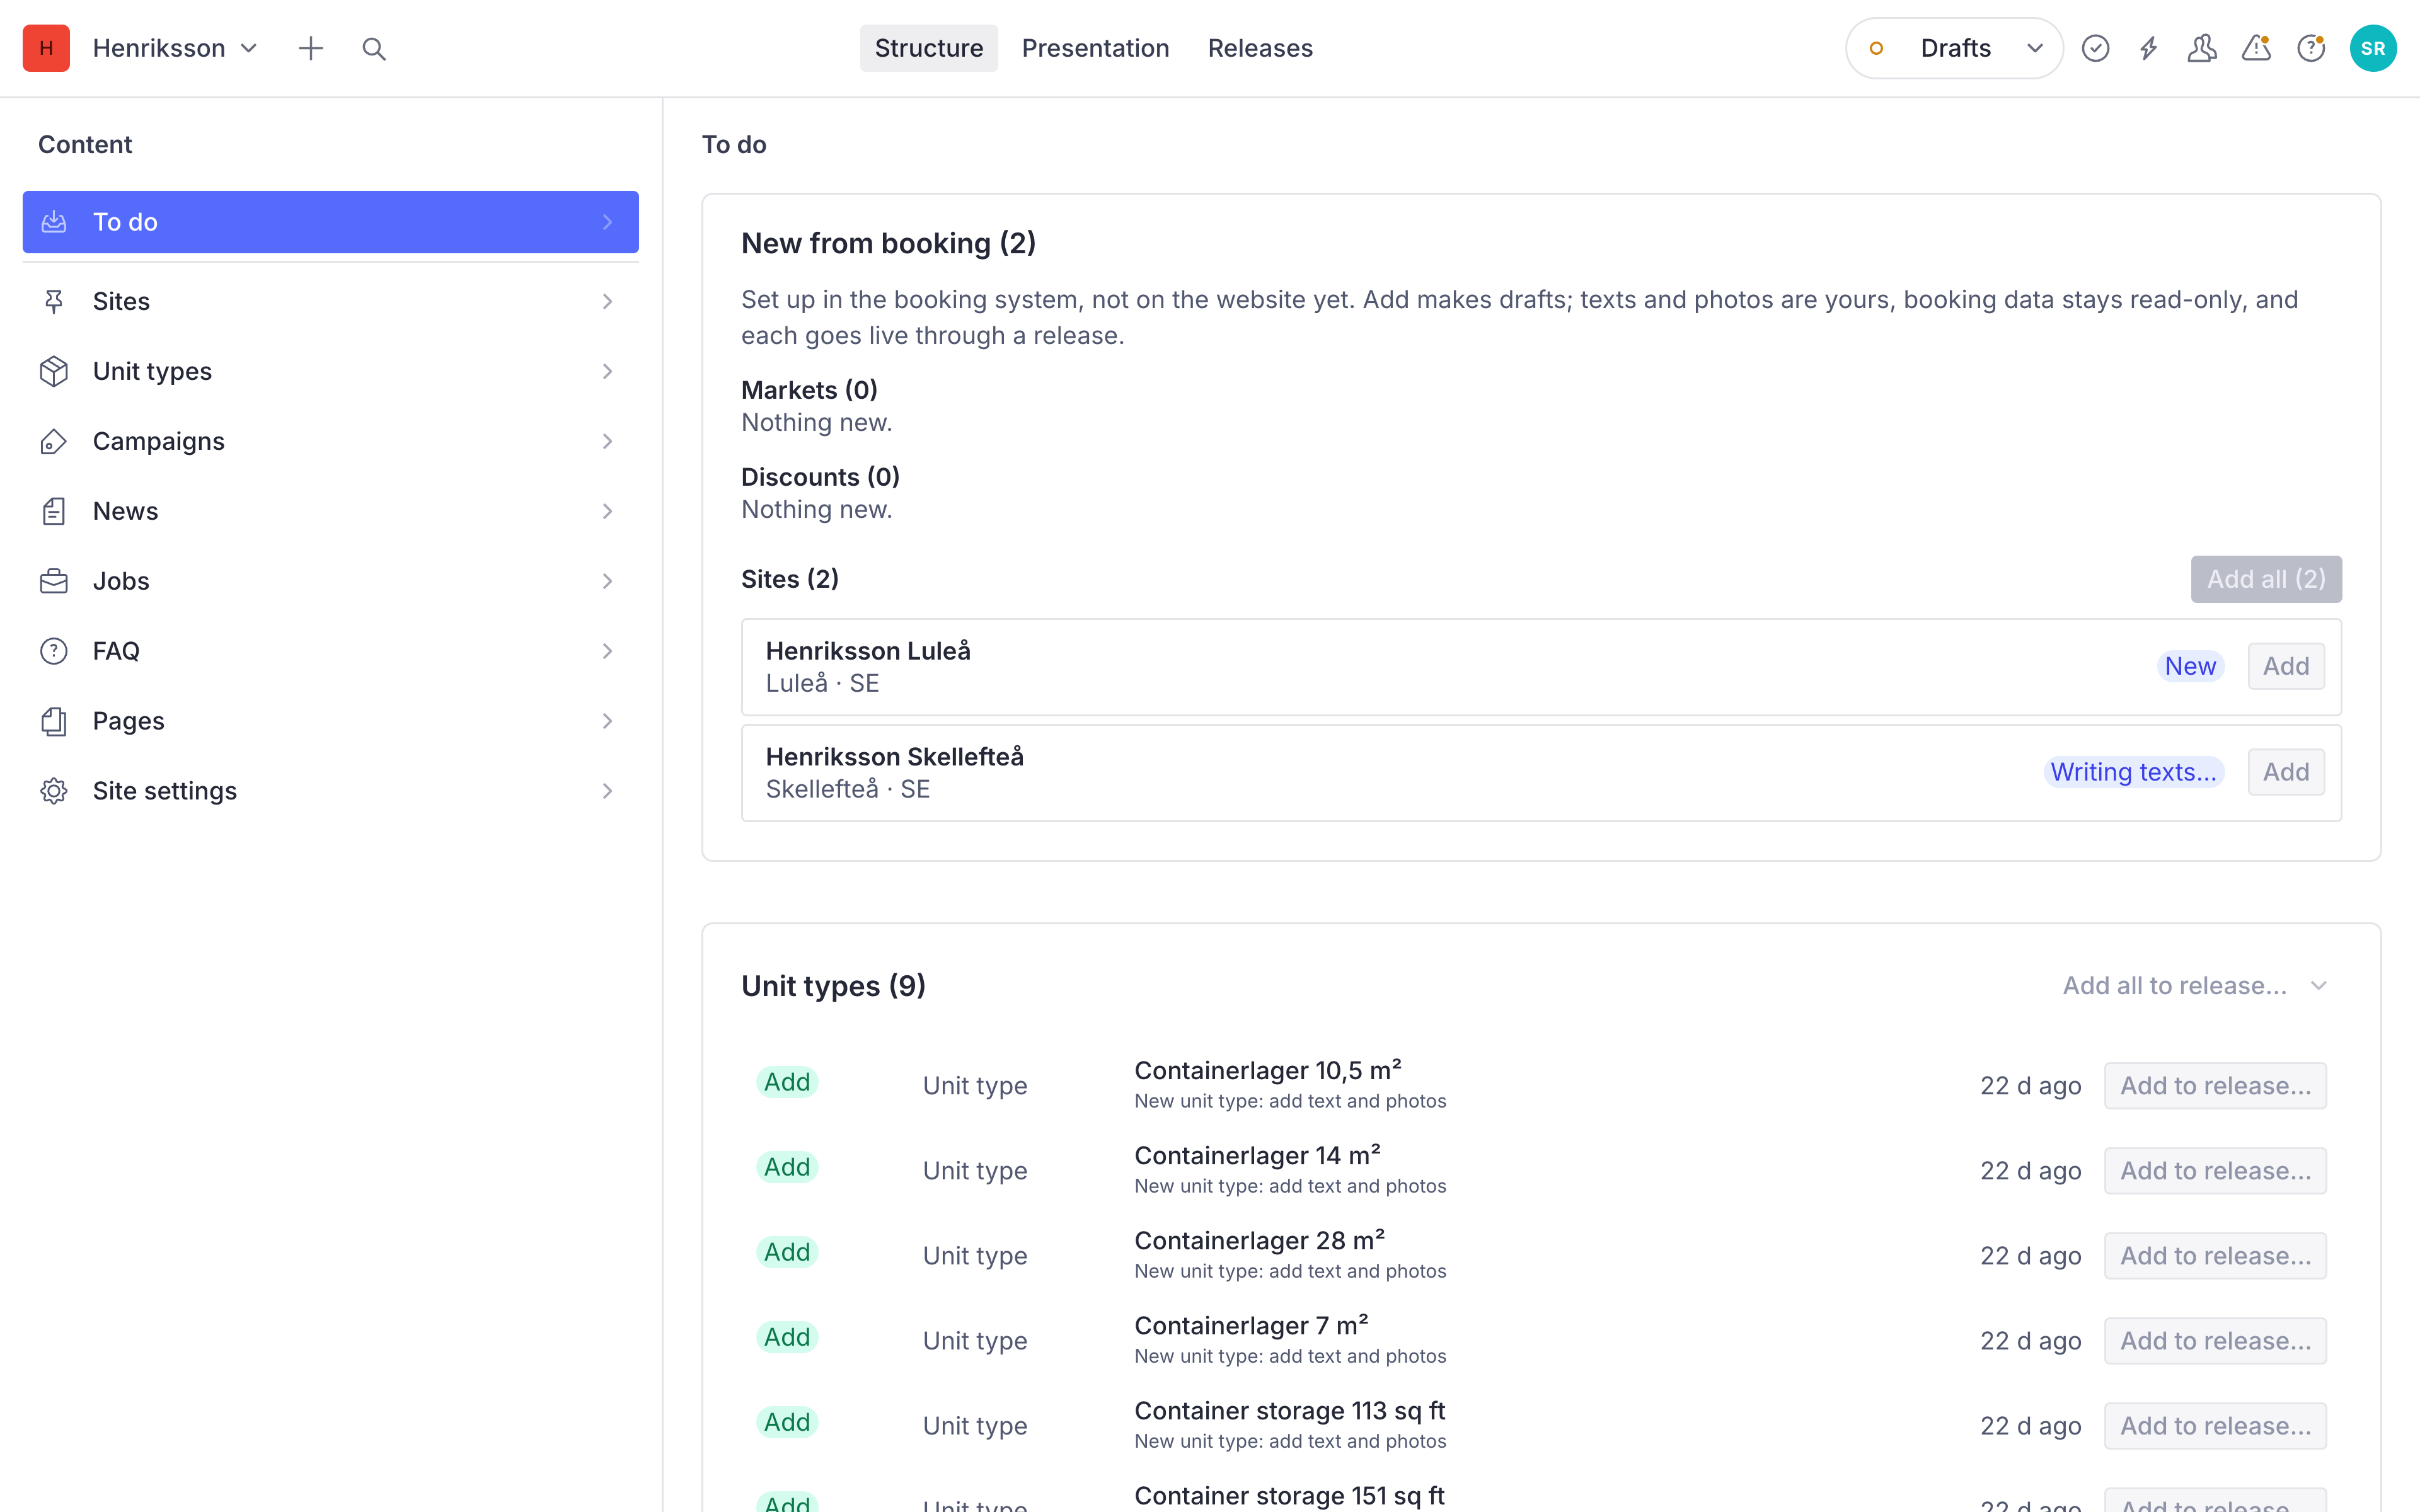 H
Henriksson
Structure
Presentation
Releases
Drafts
SR
Content
To do
Sites
Unit types
Campaigns
News
Jobs
FAQ
Pages
Site settings
To do
New from booking (2)
Set up in the booking system, not on the website yet. Add makes drafts; texts and photos are yours, booking data stays read-only, and
each goes live through a release.
Markets (0)
Nothing new.
Discounts (0)
Nothing new.
Sites (2)
Add all (2)
Henriksson Luleå
Luleå · SE
New
Add
Henriksson Skellefteå
Skellefteå · SE
Writing texts...
Add
Unit types (9)
Add all to release...
Add
Unit type
Containerlager 10,5 m²
New unit type: add text and photos
22 d ago
Add to release...
Add
Unit type
Containerlager 14 m²
New unit type: add text and photos
22 d ago
Add to release...
Add
Unit type
Containerlager 28 m²
New unit type: add text and photos
22 d ago
Add to release...
Add
Unit type
Containerlager 7 m²
New unit type: add text and photos
22 d ago
Add to release...
Add
Unit type
Container storage 113 sq ft
New unit type: add text and photos
22 d ago
Add to release...
Add
Unit type
Container storage 151 sq ft
22 d ago
Add to release...